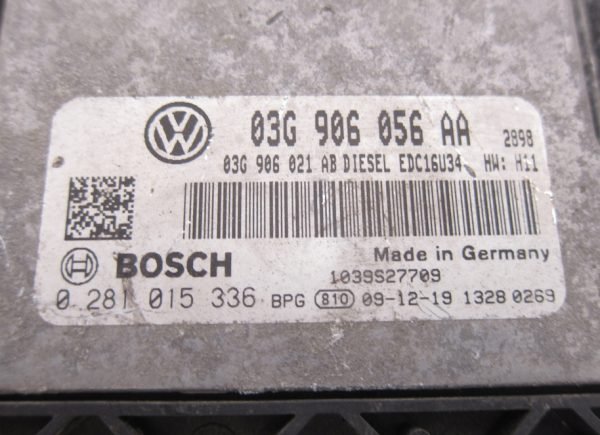 03G 906 056 AA 2898
03G 906 021 AB DIESEL EDC16U34 HW: H11
BOSCH Made in Germany
1039S27709
0 281 015 336 BPG 810 09-12-19 1328 0269